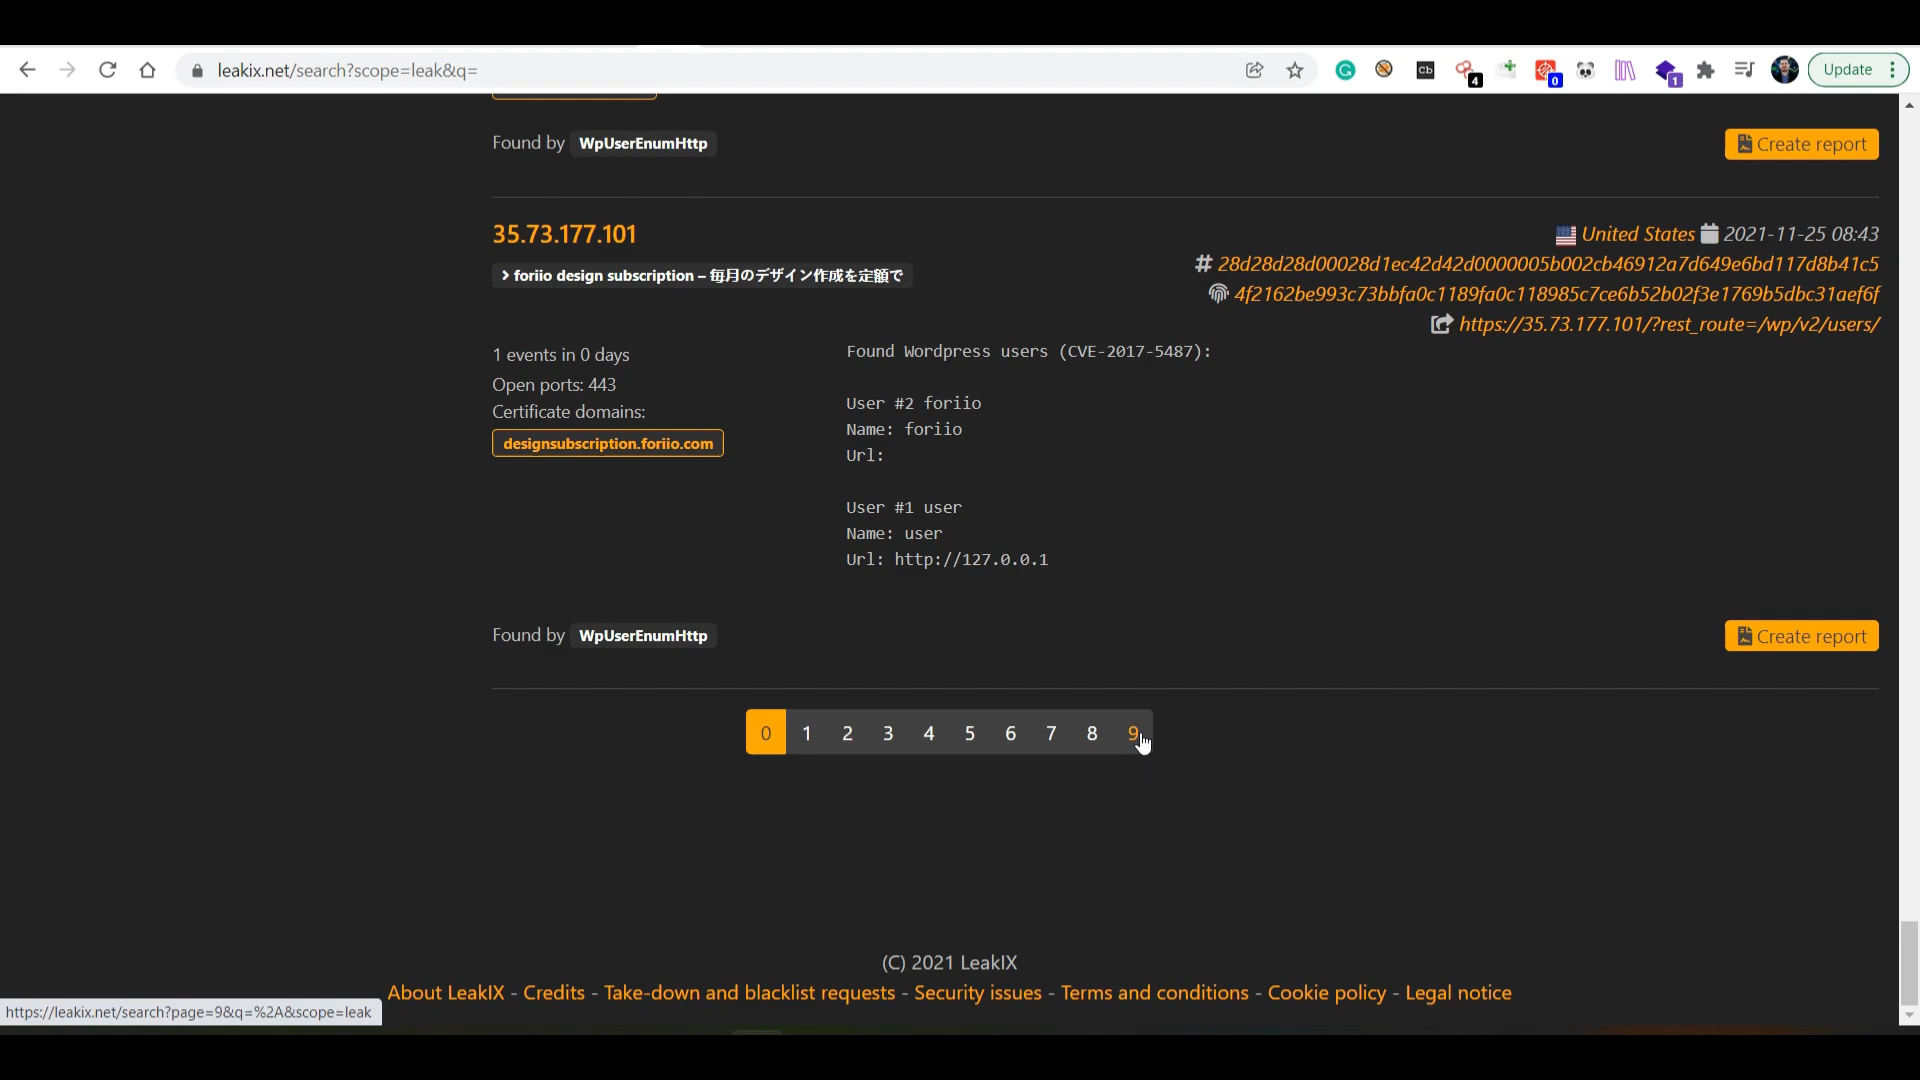 leakix.net/search?scope=leak&q=
Cb
4
0
1
Update
Found by WpUserEnumHttp
Create report
35.73.177.101
United States 2021-11-25 08:43
foriio design subscription – 毎月のデザイン作成を定額で
28d28d28d00028d1ec42d42d0000005b002cb46912a7d649e6bd117d8b41c5
4f2162be993c73bbfa0c1189fa0c118985c7ce6b52b02f3e1769b5dbc31aef6f
https://35.73.177.101/?rest_route=/wp/v2/users/
1 events in 0 days
Open ports: 443
Certificate domains:
designsubscription.foriio.com
Found Wordpress users (CVE-2017-5487):
User #2 foriio
Name: foriio
Url:
User #1 user
Name: user
Url: http://127.0.0.1
Found by WpUserEnumHttp
Create report
0 1 2 3 4 5 6 7 8 9
(C) 2021 LeakIX
About LeakIX - Credits - Take-down and blacklist requests - Security issues - Terms and conditions - Cookie policy - Legal notice
https://leakix.net/search?page=9&q=%2A&scope=leak